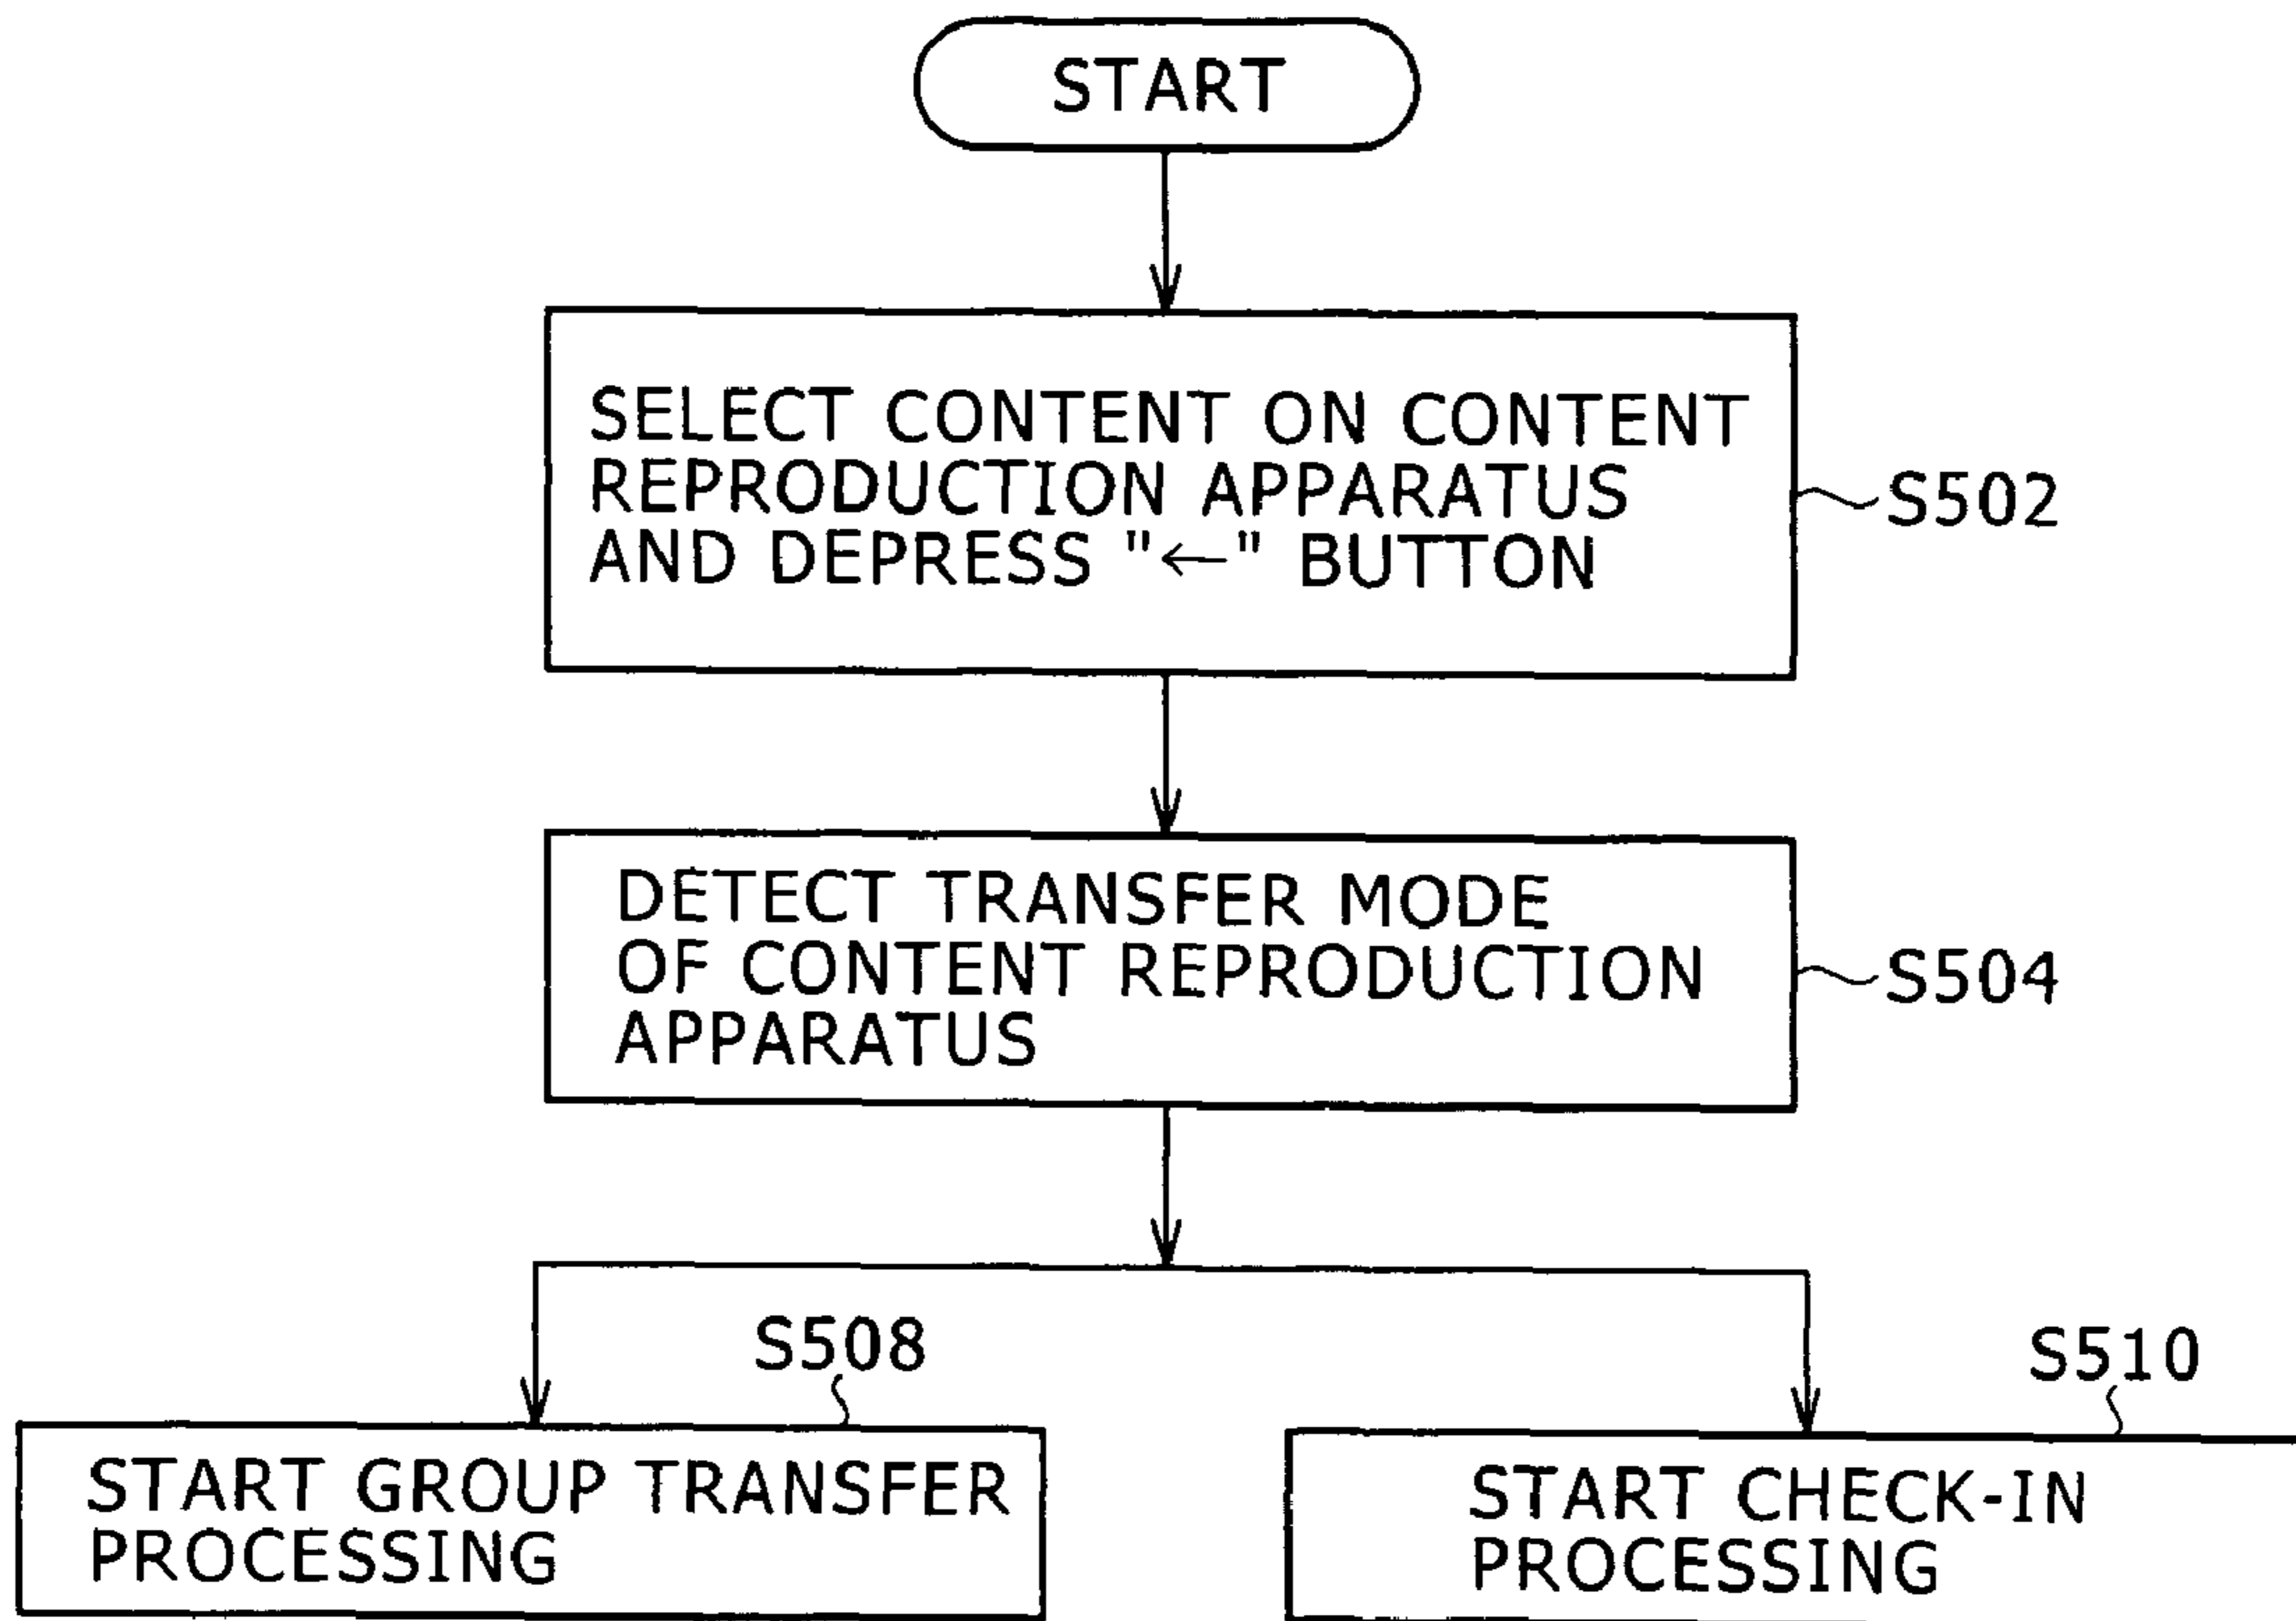 START
SELECT CONTENT ON CONTENT
REPRODUCTION APPARATUS
AND DEPRESS "←" BUTTON
S502
DETECT TRANSFER MODE
OF CONTENT REPRODUCTION
APPARATUS
S504
S508
START GROUP TRANSFER
PROCESSING
S510
START CHECK-IN
PROCESSING